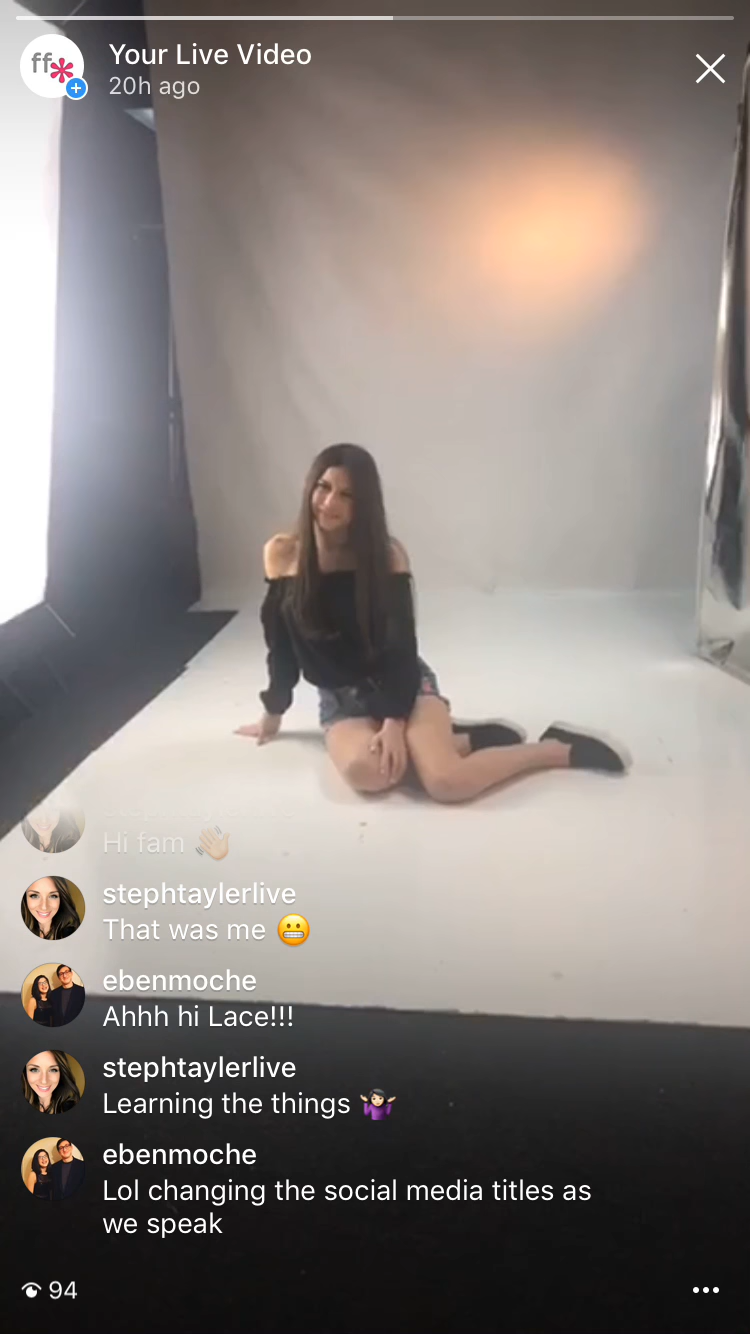 ff*
Your Live Video
20h ago
Hi fam 👋🏼
stephtaylerlive
That was me 😬
ebenmoche
Ahhh hi Lace!!!
stephtaylerlive
Learning the things 🤷🏻‍♀️
ebenmoche
Lol changing the social media titles as
we speak
94